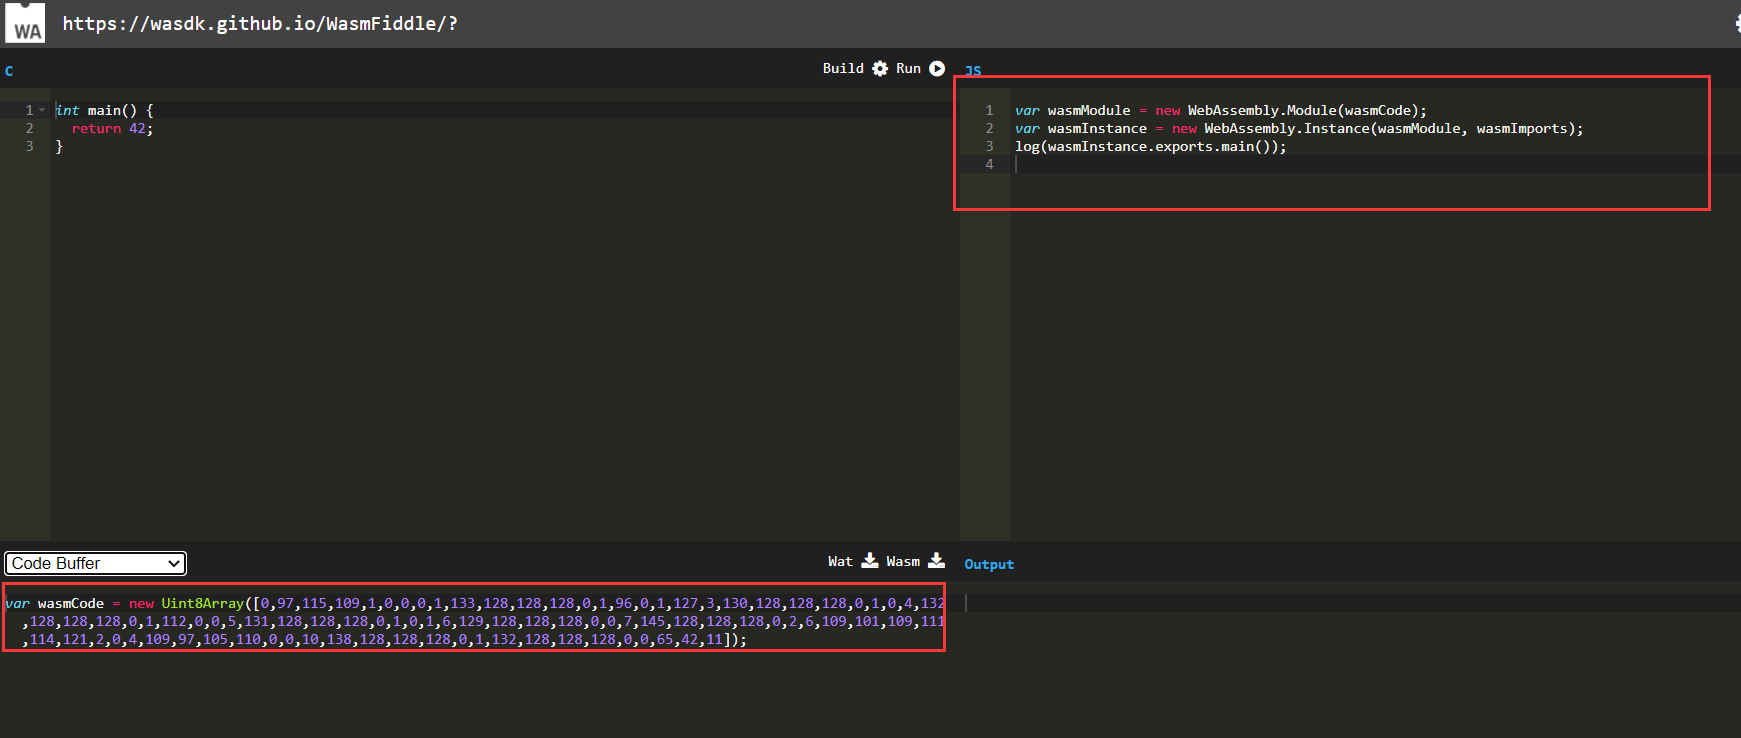 WA
https://wasdk.github.io/WasmFiddle/?
C
Build Run
JS
1 int main() {
2 return 42;
3 }
1 var wasmModule = new WebAssembly.Module(wasmCode);
2 var wasmInstance = new WebAssembly.Instance(wasmModule, wasmImports);
3 log(wasmInstance.exports.main());
4
Code Buffer
Wat Wasm
Output
var wasmCode = new Uint8Array([0,97,115,109,1,0,0,0,1,133,128,128,128,0,1,96,0,1,127,3,130,128,128,128,0,1,0,4,132
,128,128,128,0,1,112,0,0,5,131,128,128,128,0,1,0,1,6,129,128,128,128,0,0,7,145,128,128,128,0,2,6,109,101,109,111
,114,121,2,0,4,109,97,105,110,0,0,10,138,128,128,128,0,1,132,128,128,128,0,0,65,42,11]);